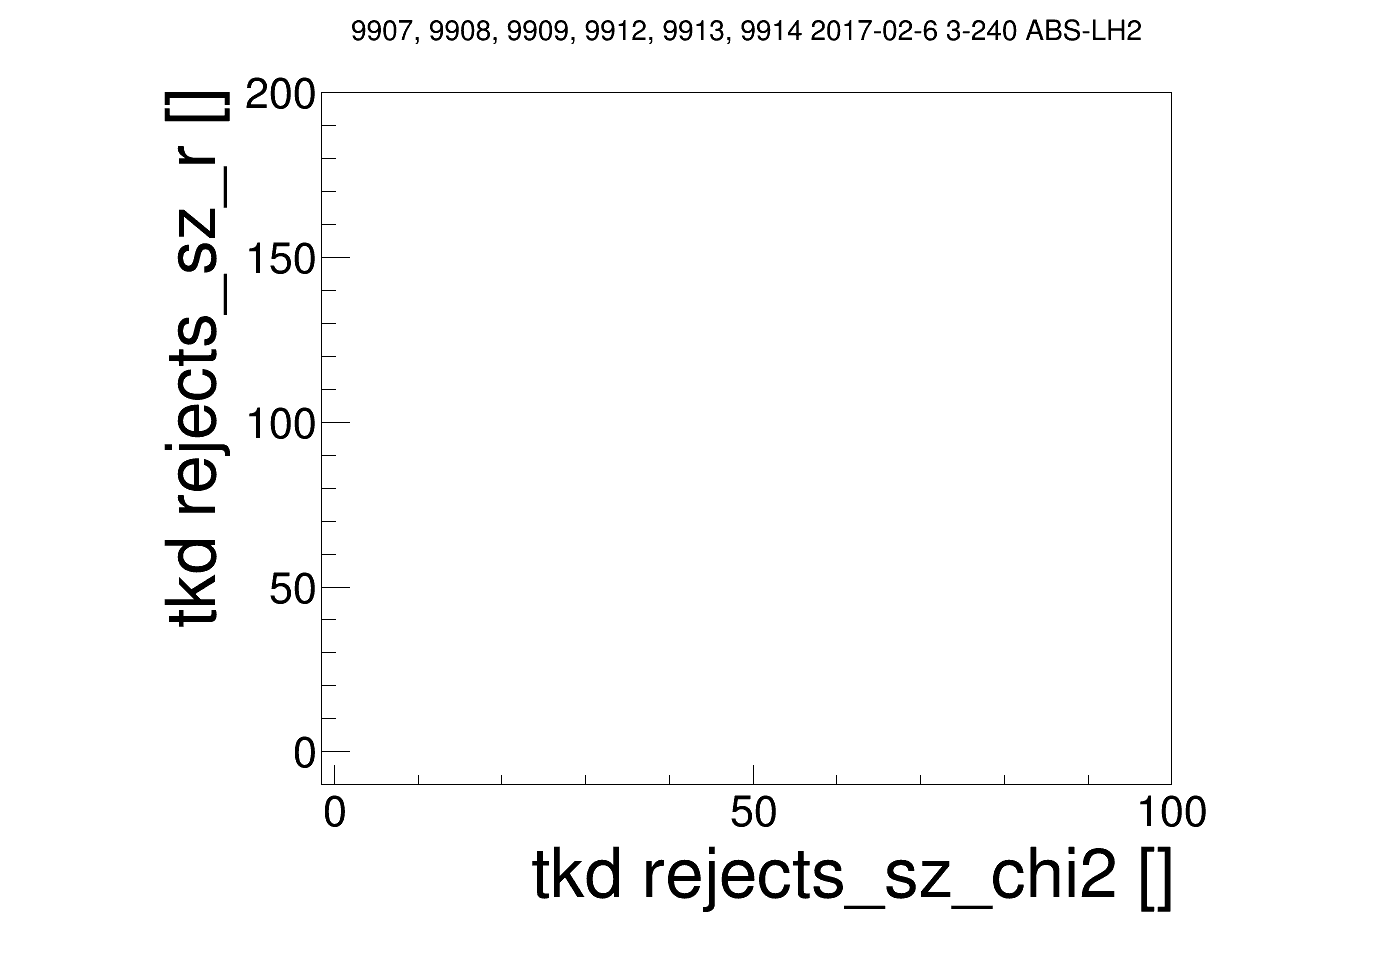 9907, 9908, 9909, 9912, 9913, 9914 2017-02-6 3-240 ABS-LH2
tkd rejects_sz_r []
200
150
100
50
0
0 50 100
tkd rejects_sz_chi2 []